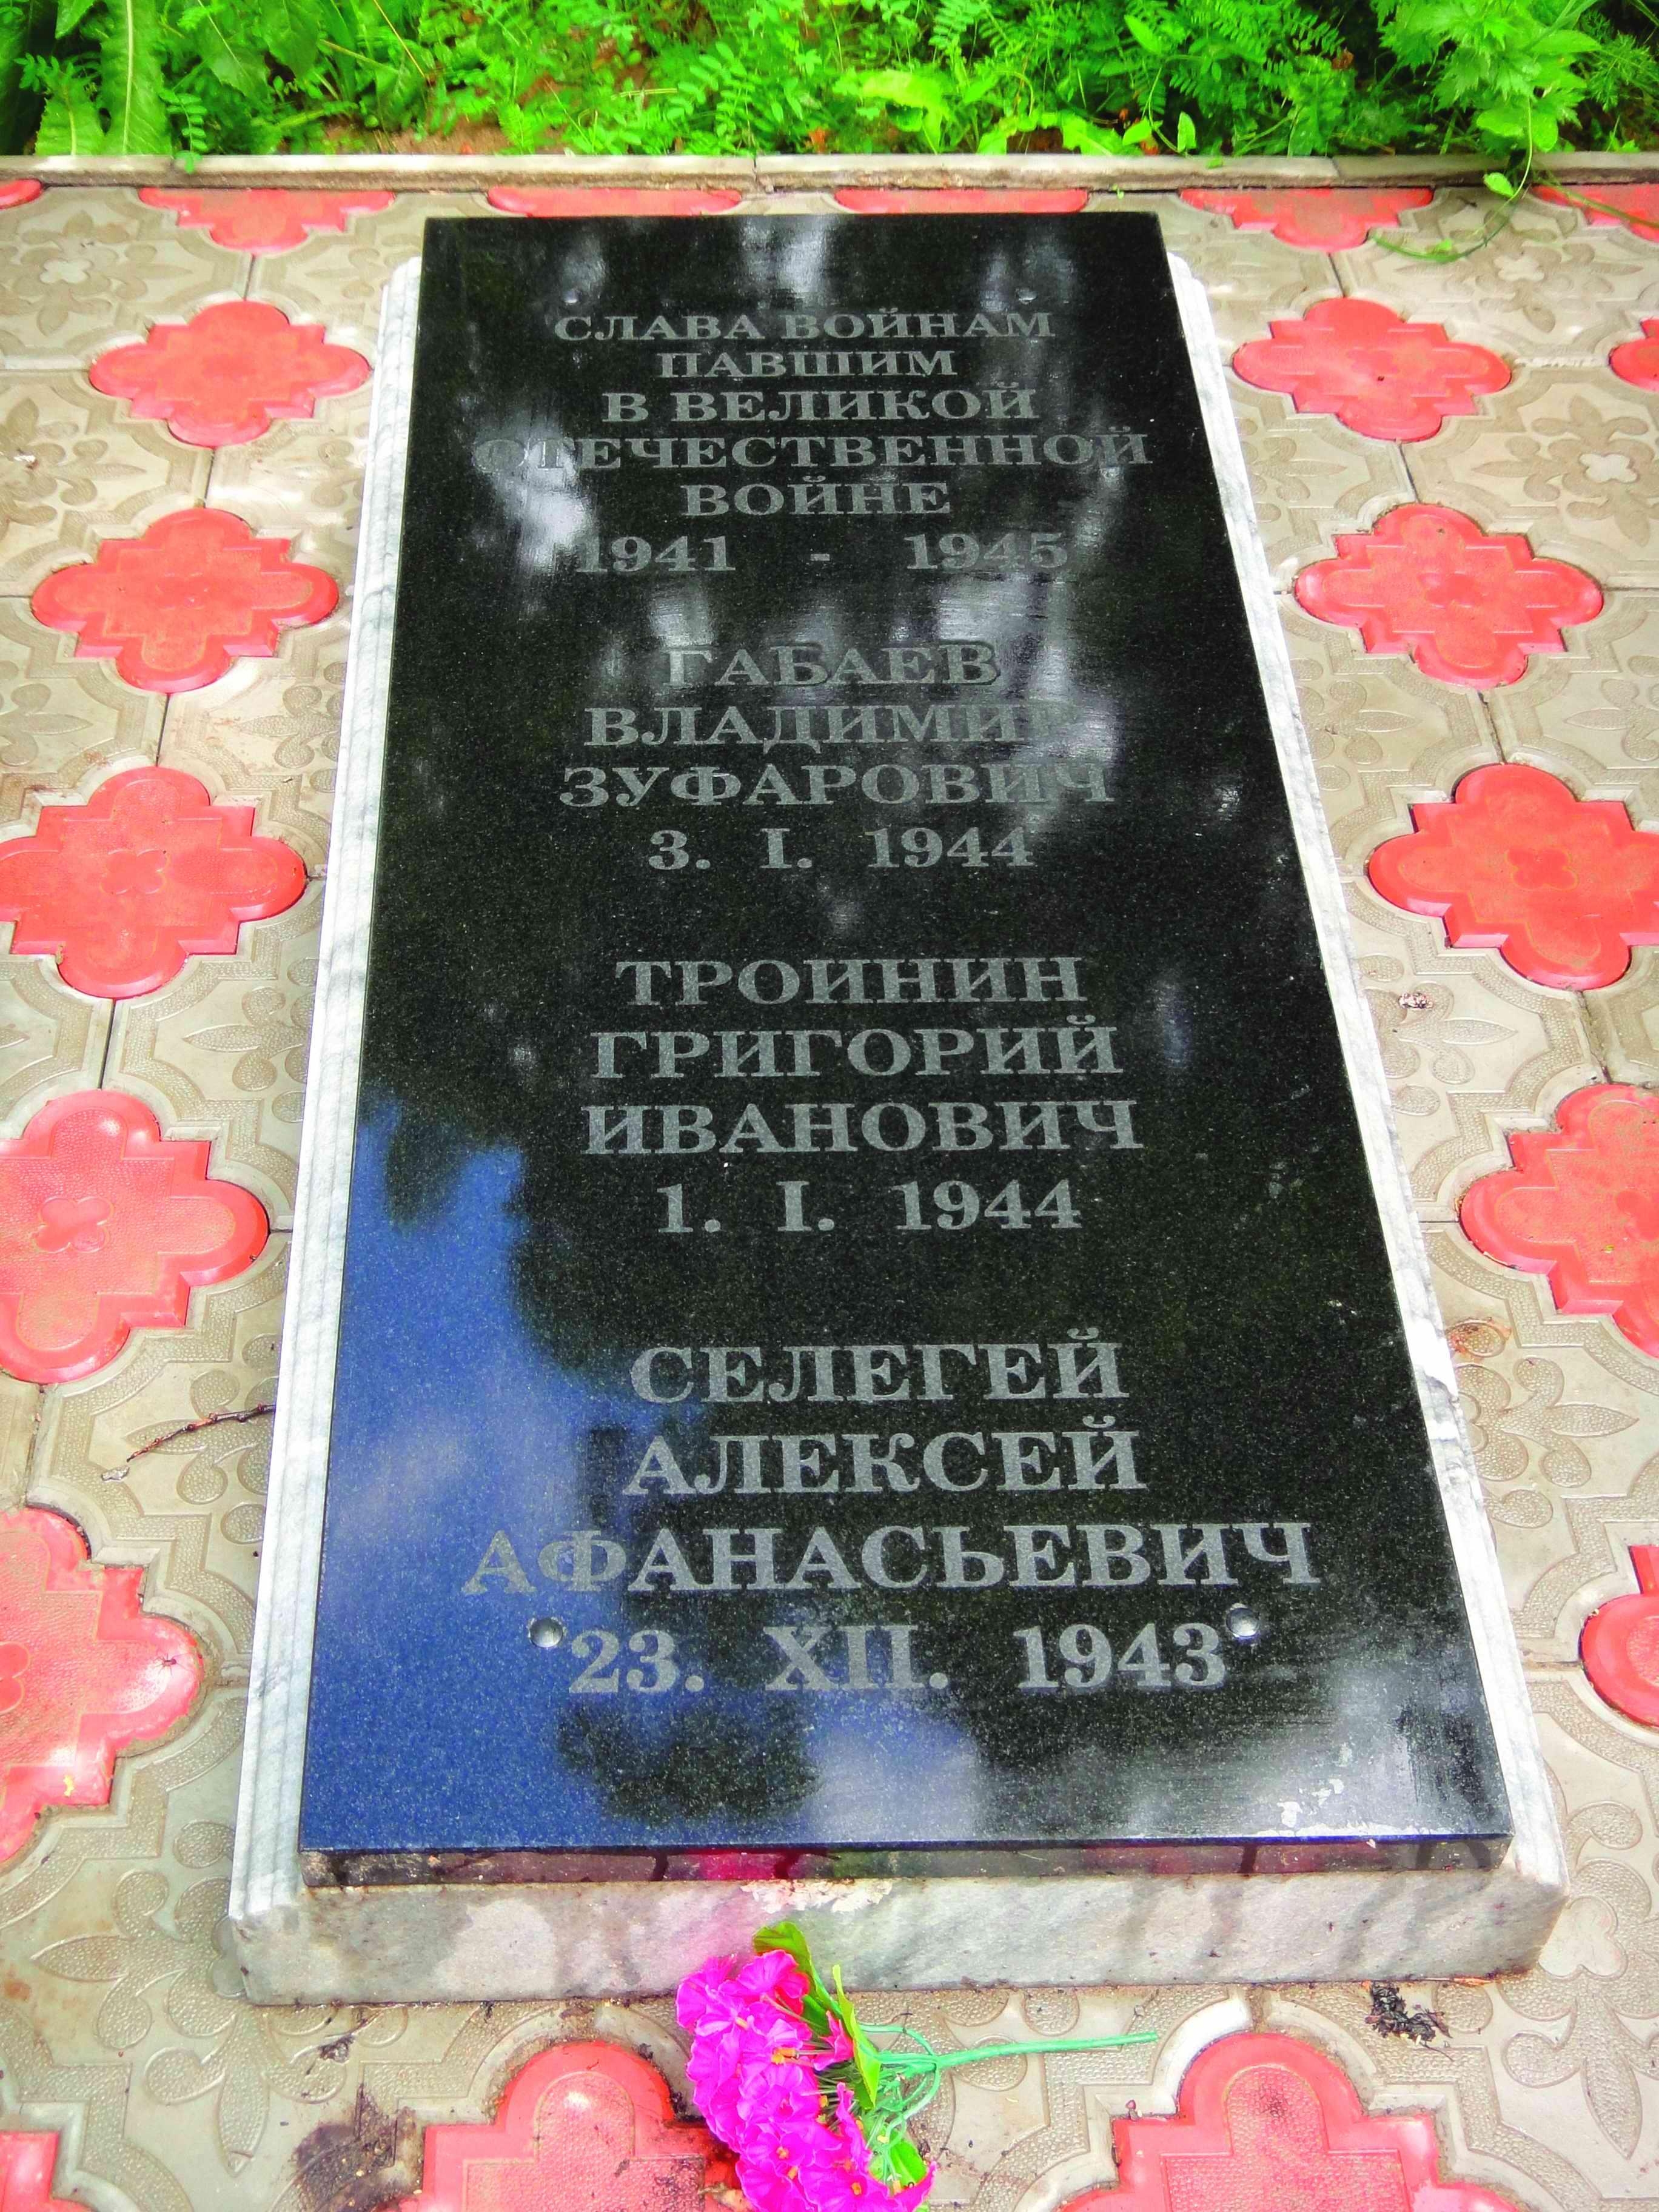 СЛАВА ВОЙНАМ
ПАВШИМ
В ВЕЛИКОЙ
ОТЕЧЕСТВЕННОЙ
ВОЙНЕ
1941 - 1945
ГАБАЕВ
ВЛАДИМИР
ЗУФАРОВИЧ
3. I. 1944
ТРОИНИН
ГРИГОРИЙ
ИВАНОВИЧ
1. I. 1944
СЕЛЕГЕЙ
АЛЕКСЕЙ
АФАНАСЬЕВИЧ
23. XII. 1943